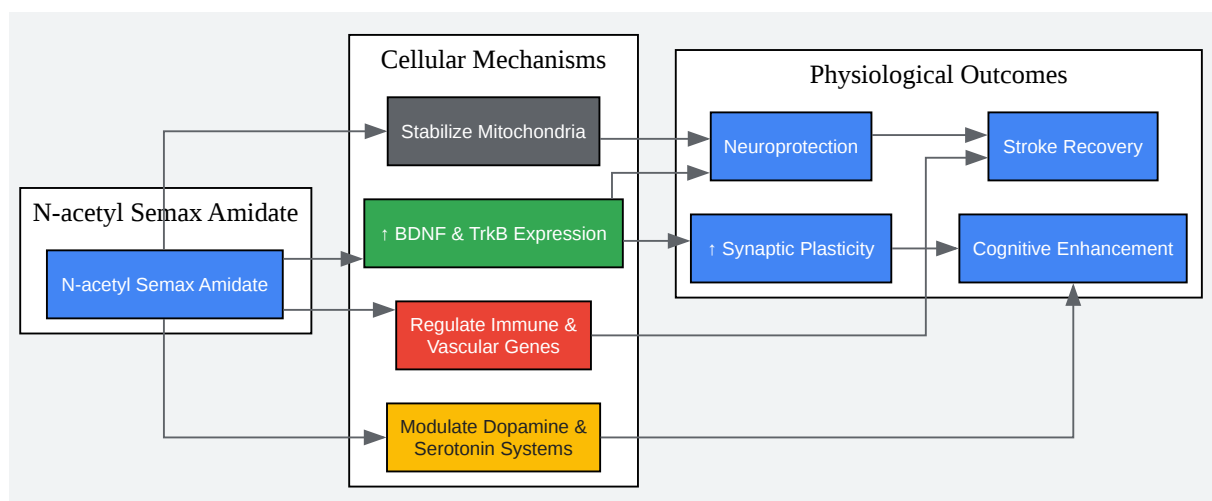 N-acetyl Semax Amidate
N-acetyl Semax Amidate
Cellular Mechanisms
Stabilize Mitochondria
↑ BDNF & TrkB Expression
Regulate Immune &
Vascular Genes
Modulate Dopamine &
Serotonin Systems
Physiological Outcomes
Neuroprotection
Stroke Recovery
↑ Synaptic Plasticity
Cognitive Enhancement